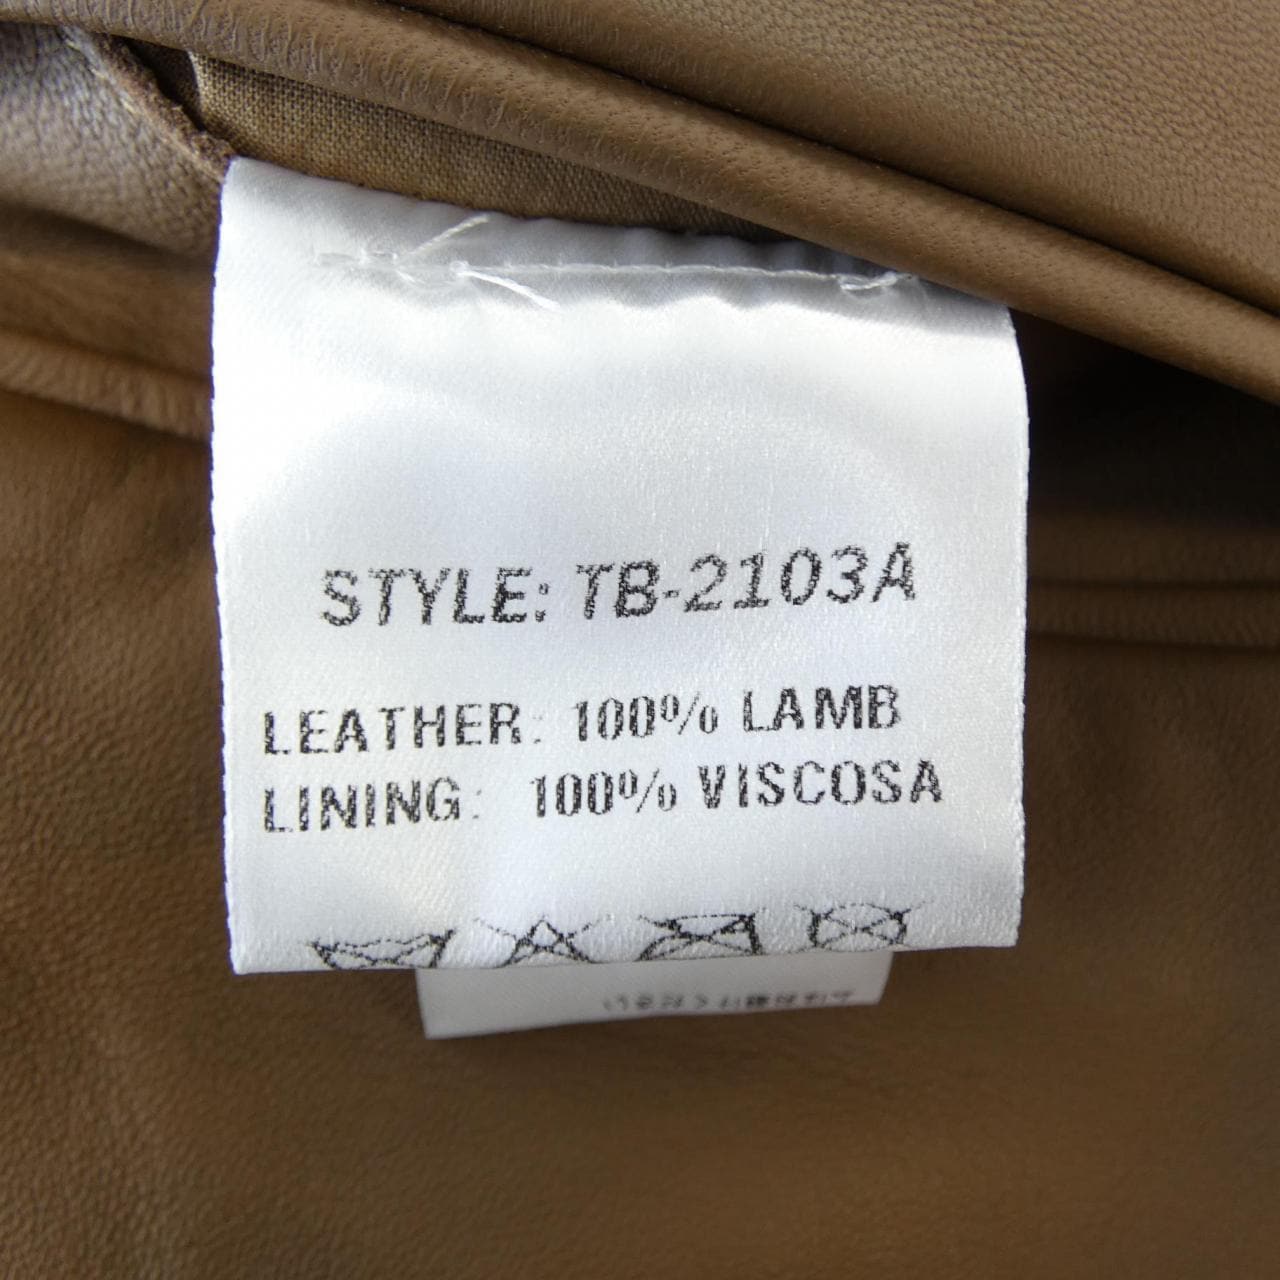 STYLE: TB-2103A
LEATHER: 100% LAMB
LINING: 100% VISCOSA